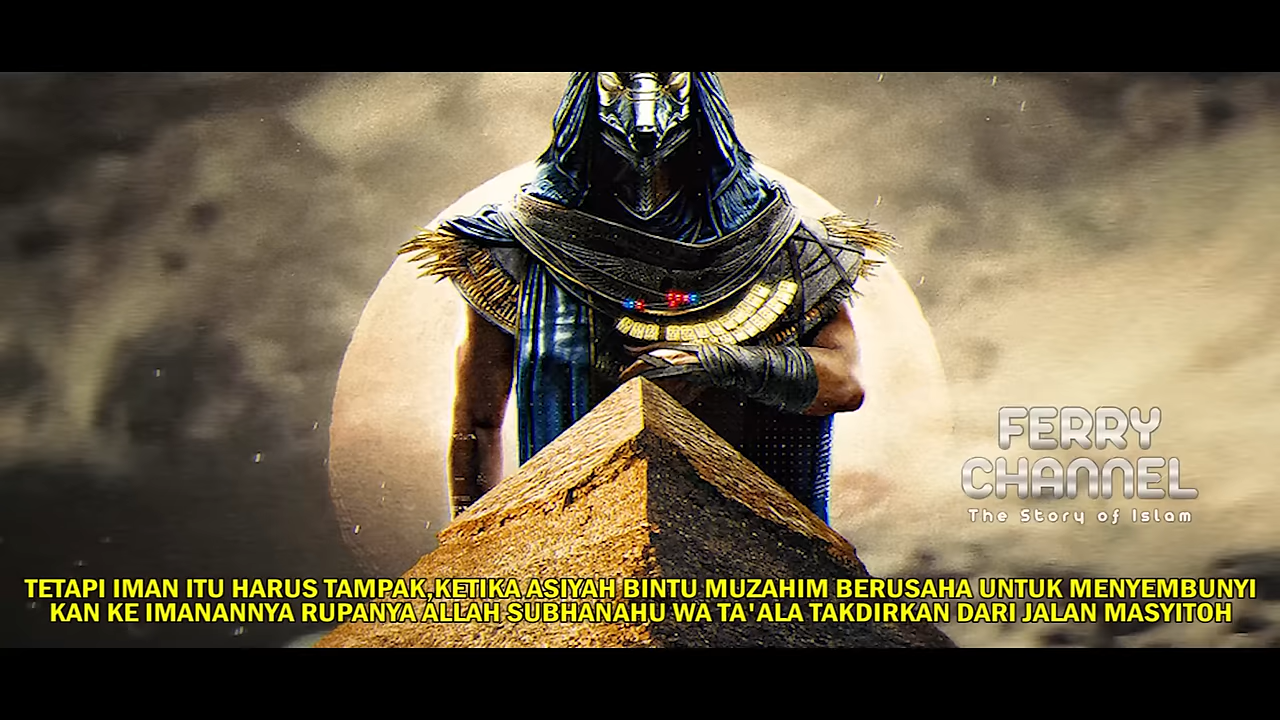 FERRY
CHANNEL
The Story of Islam
TETAPI IMAN ITU HARUS TAMPAK,KETIKA ASIYAH BINTU MUZAHIM BERUSAHA UNTUK MENYEMBUNYI
KAN KE IMANANNYA RUPANYA ALLAH SUBHANAHU WA TA'ALA TAKDIRKAN DARI JALAN MASYITOH